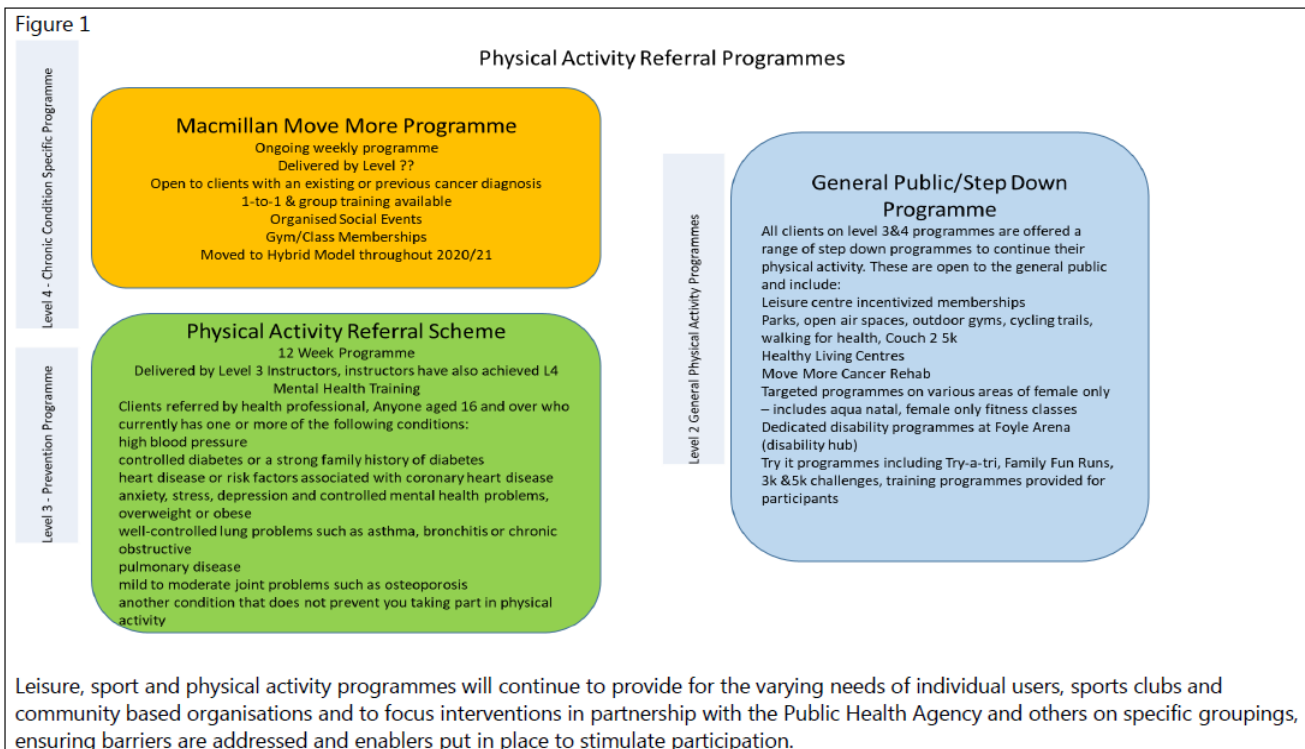 Figure 1
Physical Activity Referral Programmes
Level 4 - Chronic Condition Specific Programme
Macmillan Move More Programme
Ongoing weekly programme
Delivered by Level ??
Open to clients with an existing or previous cancer diagnosis
1-to-1 & group training available
Organised Social Events
Gym/Class Memberships
Moved to Hybrid Model throughout 2020/21
Level 3 - Prevention Programme
Physical Activity Referral Scheme
12 Week Programme
Delivered by Level 3 Instructors, instructors have also achieved L4
Mental Health Training
Clients referred by health professional, Anyone aged 16 and over who
currently has one or more of the following conditions:
high blood pressure
controlled diabetes or a strong family history of diabetes
heart disease or risk factors associated with coronary heart disease
anxiety, stress, depression and controlled mental health problems,
overweight or obese
well-controlled lung problems such as asthma, bronchitis or chronic
obstructive
pulmonary disease
mild to moderate joint problems such as osteoporosis
another condition that does not prevent you taking part in physical
activity
Level 2 General Physical Activity Programmes
General Public/Step Down
Programme
All clients on level 3&4 programmes are offered a
range of step down programmes to continue their
physical activity. These are open to the general public
and include:
Leisure centre incentivized memberships
Parks, open air spaces, outdoor gyms, cycling trails,
walking for health, Couch 2 5k
Healthy Living Centres
Move More Cancer Rehab
Targeted programmes on various areas of female only
– includes aqua natal, female only fitness classes
Dedicated disability programmes at Foyle Arena
(disability hub)
Try it programmes including Try-a-tri, Family Fun Runs,
3k &5k challenges, training programmes provided for
participants
Leisure, sport and physical activity programmes will continue to provide for the varying needs of individual users, sports clubs and
community based organisations and to focus interventions in partnership with the Public Health Agency and others on specific groupings,
ensuring barriers are addressed and enablers put in place to stimulate participation.